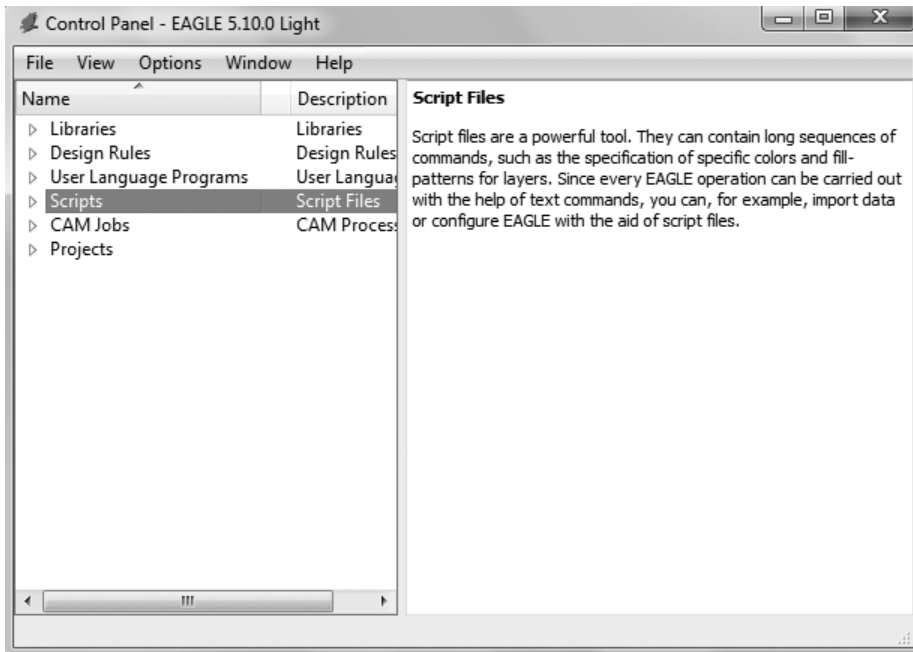 Control Panel - EAGLE 5.10.0 Light
File View Options Window Help
Name Description
Libraries Libraries
Design Rules Design Rules
User Language Programs User Languag
Scripts Script Files
CAM Jobs CAM Process
Projects
Script Files
Script files are a powerful tool. They can contain long sequences of
commands, such as the specification of specific colors and fill-
patterns for layers. Since every EAGLE operation can be carried out
with the help of text commands, you can, for example, import data
or configure EAGLE with the aid of script files.